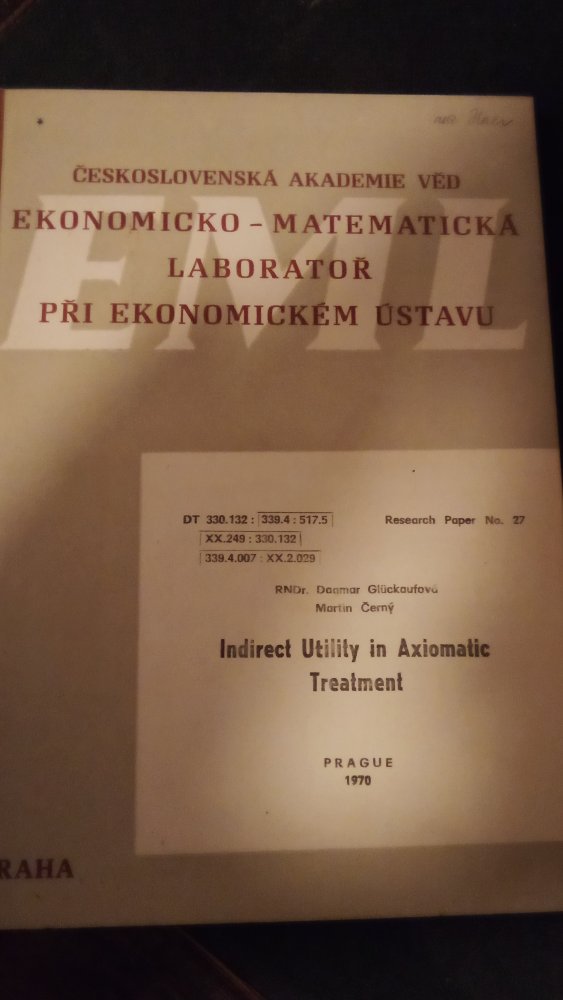 ČESKOSLOVENSKÁ AKADEMIE VĚD
EKONOMICKO – MATEMATICKÁ
LABORATOŘ
PŘI EKONOMICKÉM ÚSTAVU
EML
DT 330.132 : 339.4 : 517.5
Research Paper No. 27
XX.249 : 330.132
339.4.007 : XX.2.029
RNDr. Dagmar Glückaufová
Martin Černý
Indirect Utility in Axiomatic
Treatment
PRAGUE
1970
RAHA